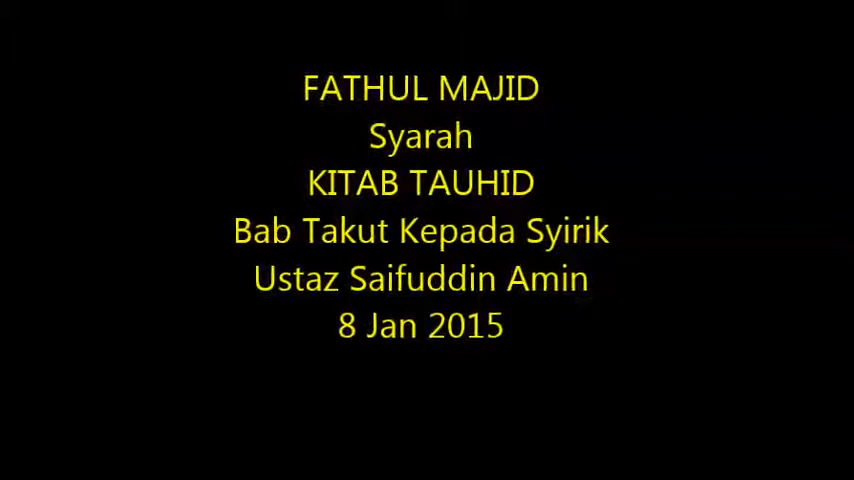 FATHUL MAJID
Syarah
KITAB TAUHID
Bab Takut Kepada Syirik
Ustaz Saifuddin Amin
8 Jan 2015